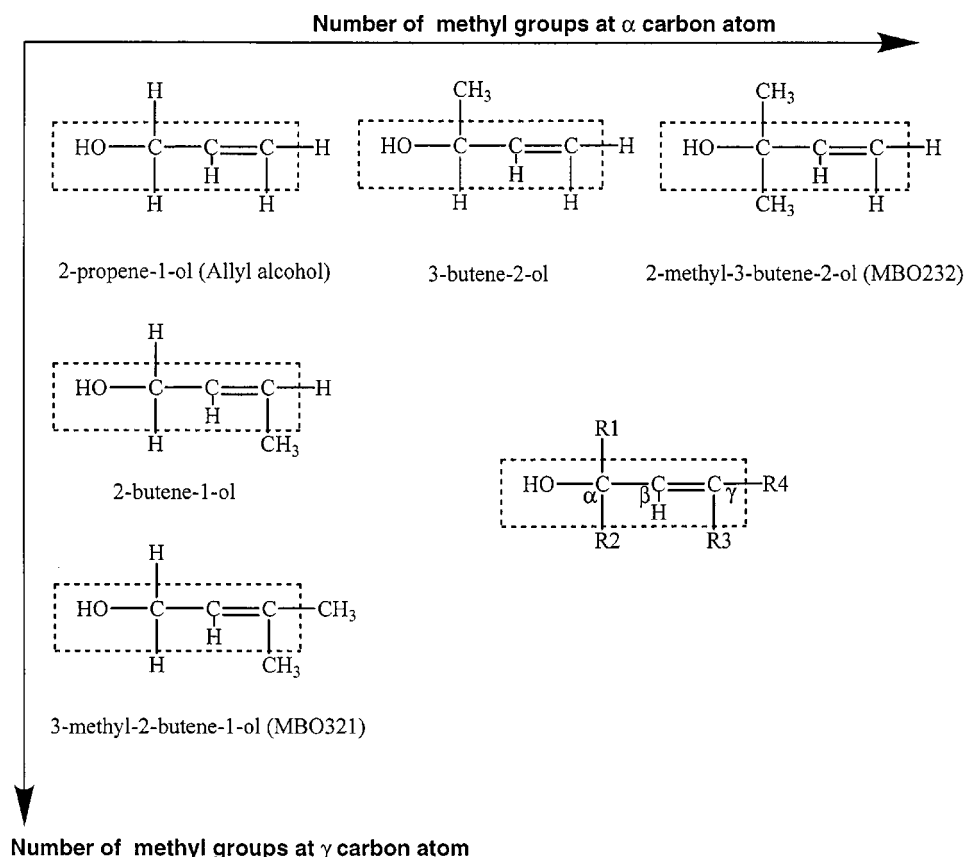 Number of methyl groups at α carbon atom
H CH₃ CH₃
HO—C—C=C—H HO—C—C=C—H HO—C—C=C—H
H H H
H H H H CH₃ H
2-propene-1-ol (Allyl alcohol) 3-butene-2-ol 2-methyl-3-butene-2-ol (MBO232)
H
HO—C—C=C—H
H
H CH₃
2-butene-1-ol
R1
HO—C—C=C—R4
α β γ
H
R2 R3
H
HO—C—C=C—CH₃
H
H CH₃
3-methyl-2-butene-1-ol (MBO321)
Number of methyl groups at γ carbon atom